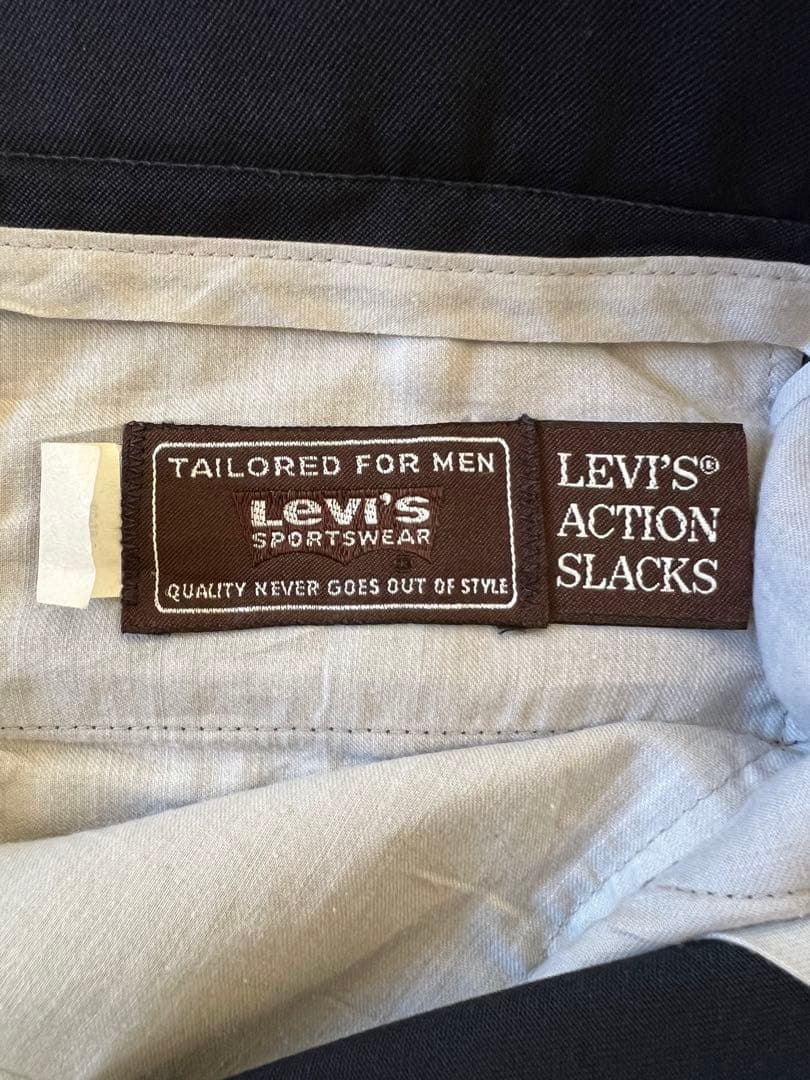 TAILORED FOR MEN
Levi's
SPORTSWEAR
QUALITY NEVER GOES OUT OF STYLE
LEVI'S®
ACTION
SLACKS